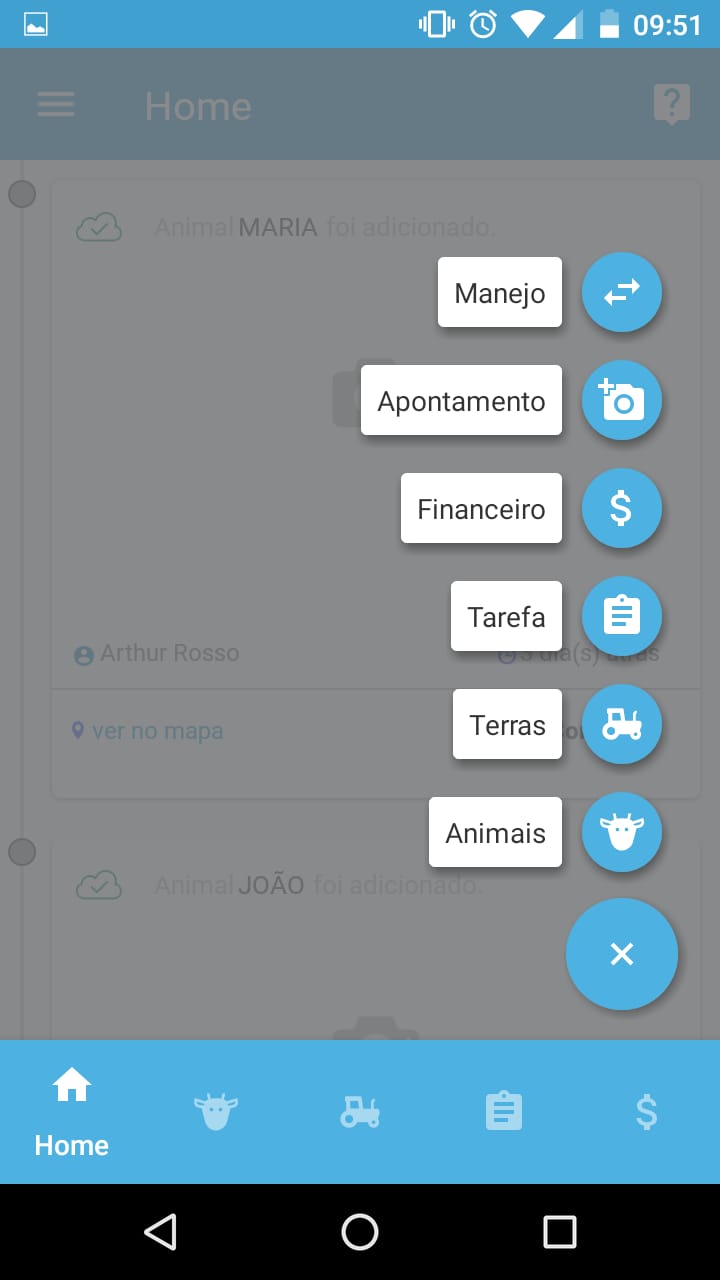 09:51
Home
Animal MARIA foi adicionado.
Manejo
Apontamento
Financeiro
Tarefa
Arthur Rosso
dia(s) atrás
Terras
ver no mapa
Animais
Animal JOÃO foi adicionado.
Home